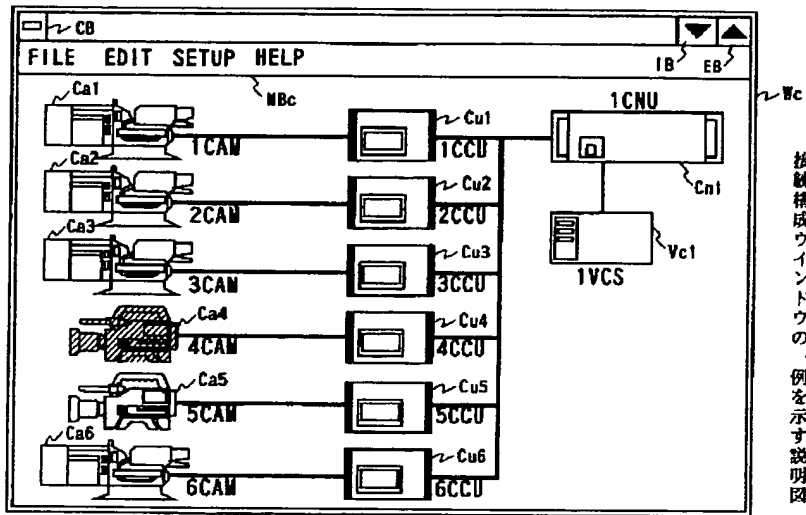 CB
FILE EDIT SETUP HELP
IB EB
MBc
Wc
Ca1
1CAM
Cu1
1CCU
1CNU
Cn1
Ca2
2CAM
Cu2
2CCU
Vc1
1VCS
Ca3
3CAM
Cu3
3CCU
Ca4
4CAM
Cu4
4CCU
Ca5
5CAM
Cu5
5CCU
Ca6
6CAM
Cu6
6CCU
接続構成ウインドウの一例を示す説明図